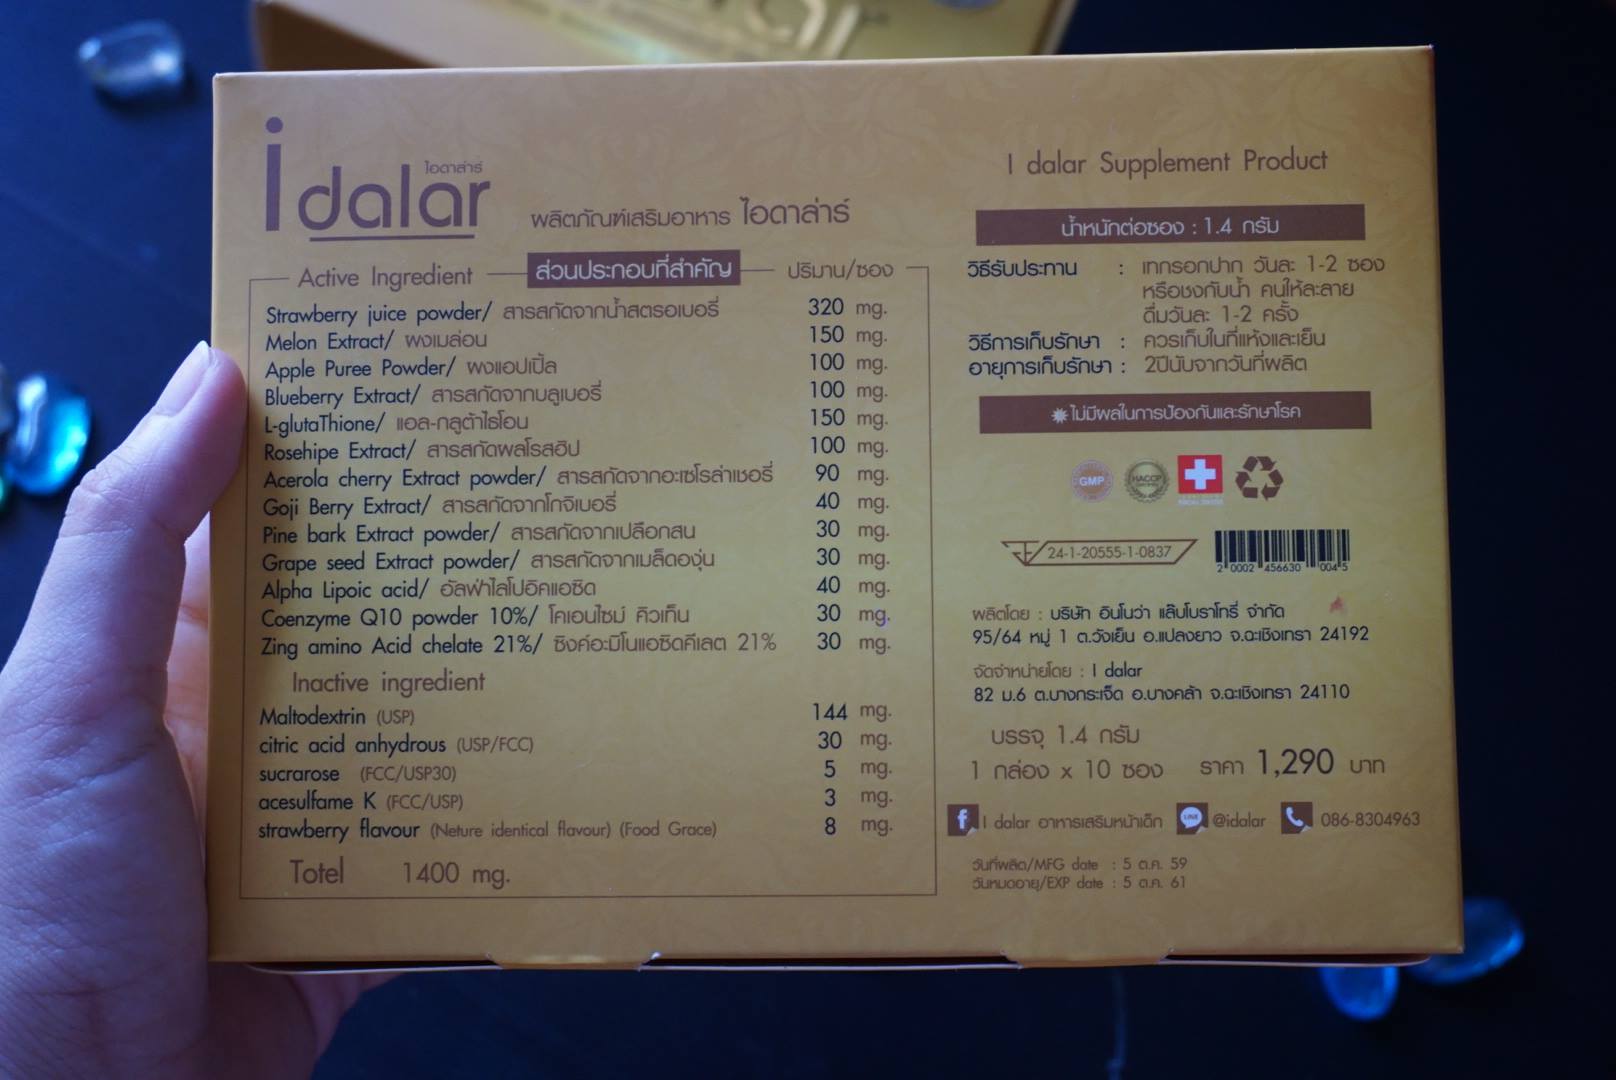 I dalar
ไอดาล่าร์
ผลิตภัณฑ์เสริมอาหาร ไอดาล่าร์
Active Ingredient ส่วนประกอบที่สำคัญ ปริมาณ/ซอง
Strawberry juice powder/ สารสกัดจากน้ำสตรอเบอรี่ 320 mg.
Melon Extract/ ผงเมล่อน 150 mg.
Apple Puree Powder/ ผงแอปเปิ้ล 100 mg.
Blueberry Extract/ สารสกัดจากบลูเบอรี่ 100 mg.
L-glutaThione/ แอล-กลูต้าไธโอน 150 mg.
Rosehipe Extract/ สารสกัดผลโรสฮิป 100 mg.
Acerola cherry Extract powder/ สารสกัดจากอะเซโรล่าเชอรี่ 90 mg.
Goji Berry Extract/ สารสกัดจากโกจิเบอรี่ 40 mg.
Pine bark Extract powder/ สารสกัดจากเปลือกสน 30 mg.
Grape seed Extract powder/ สารสกัดจากเมล็ดองุ่น 30 mg.
Alpha Lipoic acid/ อัลฟ่าไลโปอิคแอซิด 40 mg.
Coenzyme Q10 powder 10%/ โคเอนไซม์ คิวเท็น 30 mg.
Zing amino Acid chelate 21%/ ซิงค์อะมิโนแอซิดคีเลต 21% 30 mg.
Inactive ingredient
Maltodextrin (USP) 144 mg.
citric acid anhydrous (USP/FCC) 30 mg.
sucrarose (FCC/USP30) 5 mg.
acesulfame K (FCC/USP) 3 mg.
strawberry flavour (Neture identical flavour) (Food Grace) 8 mg.
Totel 1400 mg.
I dalar Supplement Product
น้ำหนักต่อซอง : 1.4 กรัม
วิธีรับประทาน : เทกรอกปาก วันละ 1-2 ซอง
หรือชงกับน้ำ คนให้ละลาย
ดื่มวันละ 1-2 ครั้ง
วิธีการเก็บรักษา : ควรเก็บในที่แห้งและเย็น
อายุการเก็บรักษา : 2ปีนับจากวันที่ผลิต
ไม่มีผลในการป้องกันและรักษาโรค
GMP HACCP
24-1-20555-1-0837
2 0002 456630 004 5
ผลิตโดย : บริษัท อินโนว่า แล๊บโบราโทรี่ จำกัด
95/64 หมู่ 1 ต.วังเย็น อ.แปลงยาว จ.ฉะเชิงเทรา 24192
จัดจำหน่ายโดย : I dalar
82 ม.6 ต.บางกระเจ็ด อ.บางคล้า จ.ฉะเชิงเทรา 24110
บรรจุ 1.4 กรัม
1 กล่อง x 10 ซอง ราคา 1,290 บาท
f I dalar อาหารเสริมหน้าเด็ก LINE @idalar 086-8304963
วันที่ผลิต/MFG date : 5 ต.ค. 59
วันหมดอายุ/EXP date : 5 ต.ค. 61